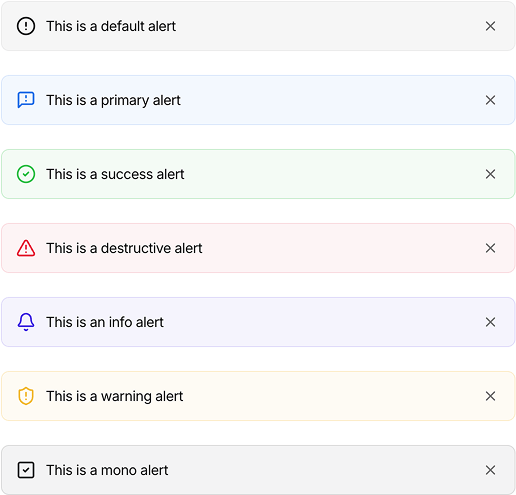 This is a default alert
This is a primary alert
This is a success alert
This is a destructive alert
This is an info alert
This is a warning alert
This is a mono alert